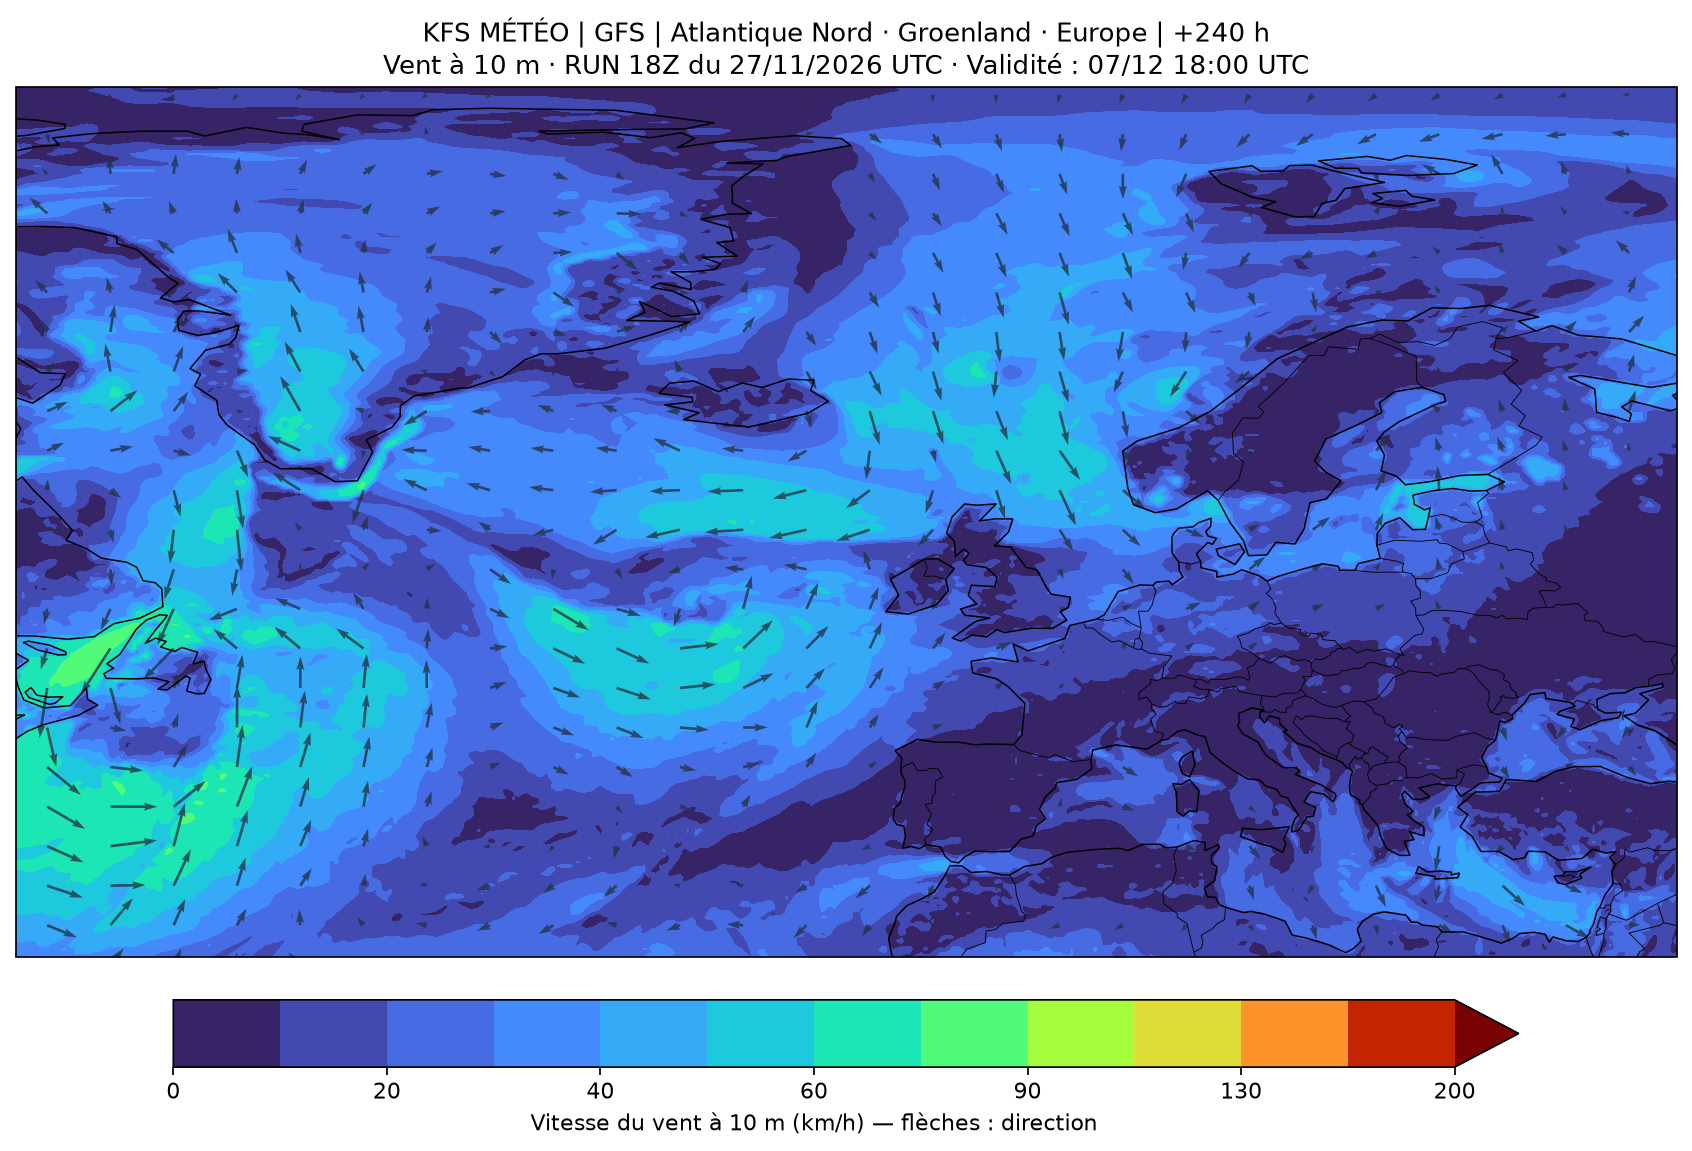 KFS MÉTÉO | GFS | Atlantique Nord · Groenland · Europe | +240 h
Vent à 10 m · RUN 18Z du 27/11/2026 UTC · Validité : 07/12 18:00 UTC
0 20 40 60 90 130 200
Vitesse du vent à 10 m (km/h) — flèches : direction